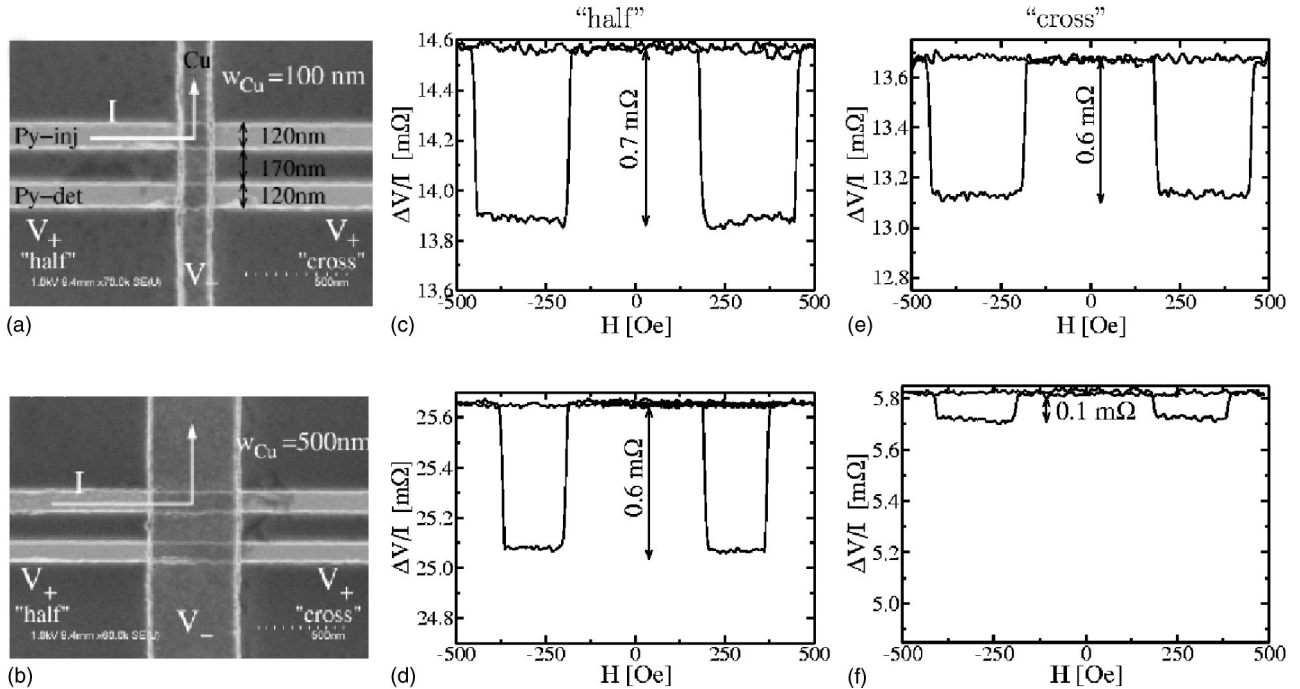 "half"
"cross"
Cu
w_Cu =100 nm
I
Py-inj
120nm
170nm
Py-det
120nm
V+
"half"
V−
V+
"cross"
500nm
(a)
14.6
14.4
14.2
14.0
13.8
13.6
ΔV/I [mΩ]
0.7 mΩ
-500
-250
0
250
500
H [Oe]
(c)
13.6
13.4
13.2
13.0
12.8
ΔV/I [mΩ]
0.6 mΩ
-500
-250
0
250
500
H [Oe]
(e)
w_Cu =500nm
I
V+
"half"
V−
V+
"cross"
500nm
(b)
25.6
25.4
25.2
25.0
24.8
ΔV/I [mΩ]
0.6 mΩ
-500
-250
0
250
500
H [Oe]
(d)
5.8
5.6
5.4
5.2
5.0
ΔV/I [mΩ]
0.1 mΩ
-500
-250
0
250
500
H [Oe]
(f)